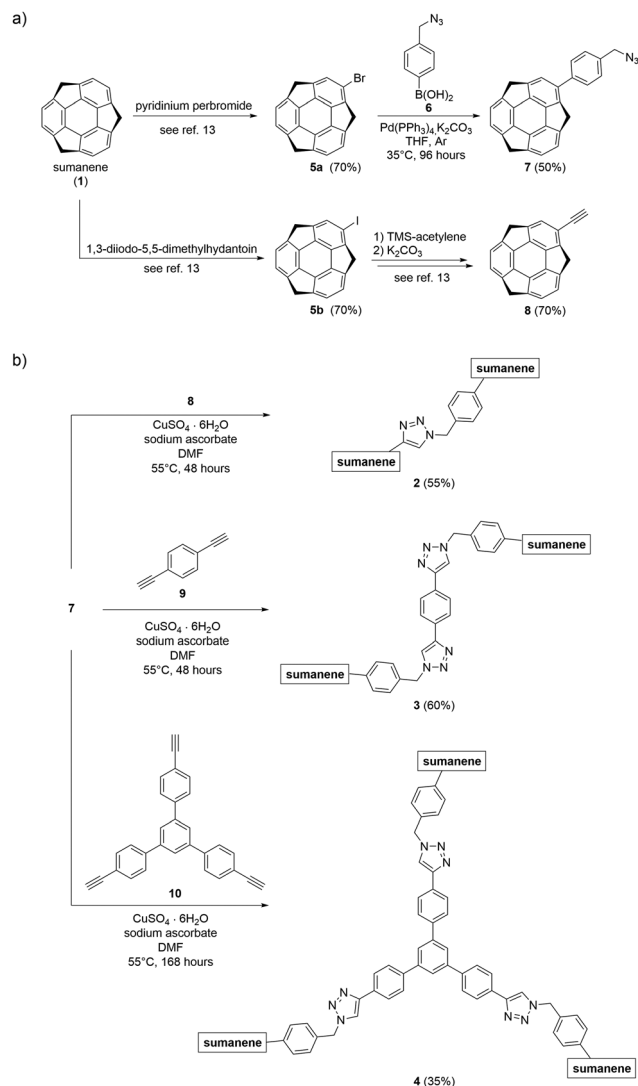 a)
N₃
Br
N₃
B(OH)₂
pyridinium perbromide
6
see ref. 13
Pd(PPh₃)₄,K₂CO₃
THF, Ar
35°C, 96 hours
sumanene
(1)
5a (70%)
7 (50%)
I
1,3-diiodo-5,5-dimethylhydantoin
see ref. 13
1) TMS-acetylene
2) K₂CO₃
see ref. 13
5b (70%)
8 (70%)
b)
8
CuSO₄ · 6H₂O
sodium ascorbate
DMF
55°C, 48 hours
sumanene
N N
N
sumanene
2 (55%)
7
9
CuSO₄ · 6H₂O
sodium ascorbate
DMF
55°C, 48 hours
N
N
N
sumanene
N
N
N
sumanene
3 (60%)
10
CuSO₄ · 6H₂O
sodium ascorbate
DMF
55°C, 168 hours
sumanene
N
N
N
N
N
N
N
N
N
sumanene
sumanene
4 (35%)